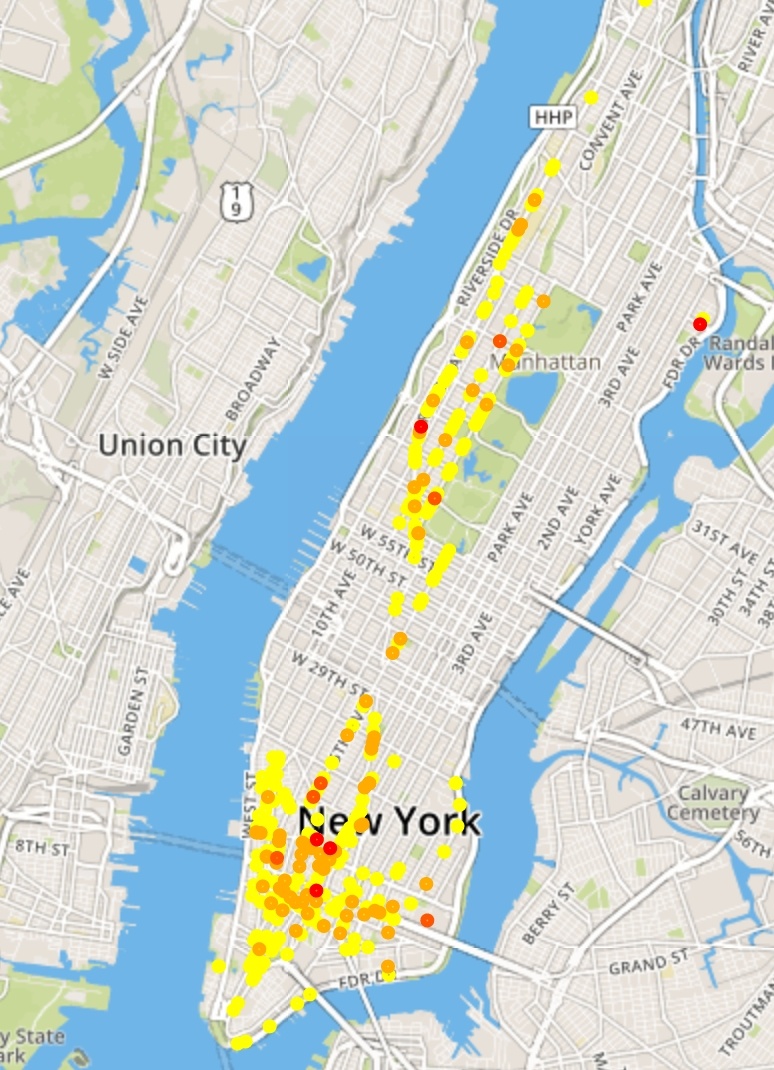 RIVER AV
CONVENT AVE
HHP
1
9
RIVERSIDE DR
PARK AVE
W SIDE AVE
Randal
Wards I
Manhattan
3RD AVE
FDR DR
BROADWAY
Union City
PARK AVE
2ND AVE
YORK AVE
31ST AVE
W 55TH ST
W 50TH ST
30TH ST
34TH ST
38
LE AVE
10TH AVE
3RD AVE
W 29TH ST
GARDEN ST
47TH AVE
WEST ST
New York
Calvary
Cemetery
56TH
8TH ST
BERRY ST
GRAND ST
FDR D
TROUTMAN
y State
ark